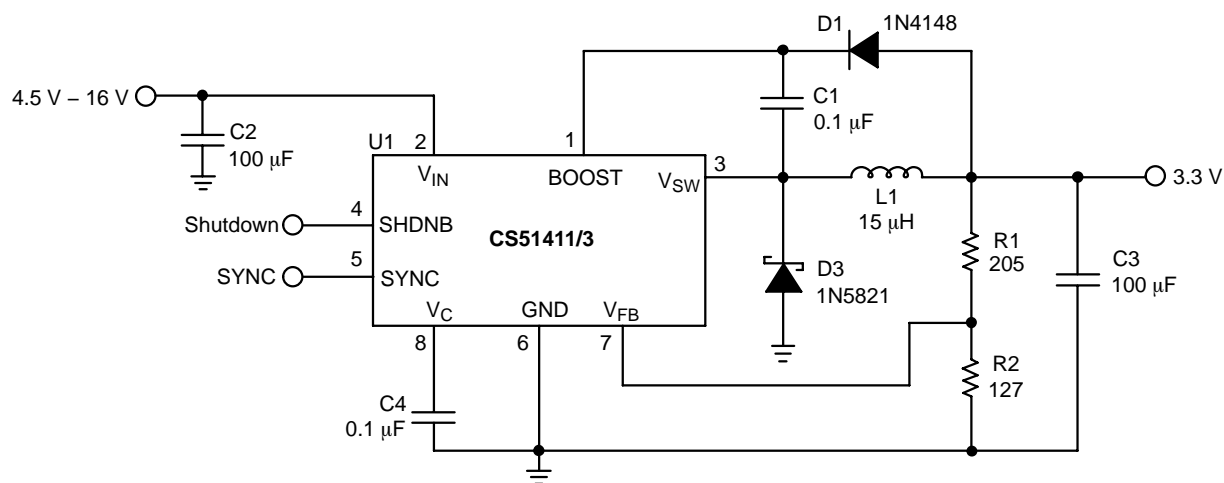 D1
1N4148
4.5 V – 16 V
C2
100 μF
C1
0.1 μF
U1
2
1
3
V_IN
BOOST
V_SW
3.3 V
L1
15 μH
Shutdown
4
SHDNB
CS51411/3
R1
205
C3
100 μF
SYNC
5
SYNC
D3
1N5821
V_C
GND
V_FB
8
6
7
R2
127
C4
0.1 μF